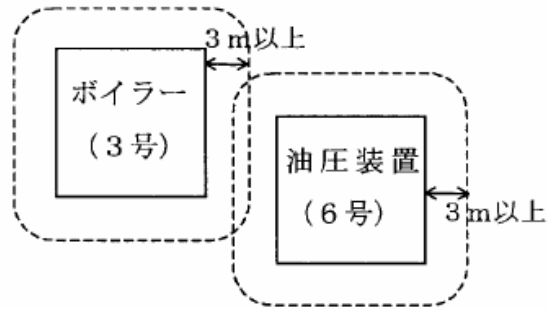 3m以上
ボイラー
(3号)
油圧装置
(6号)
3m以上